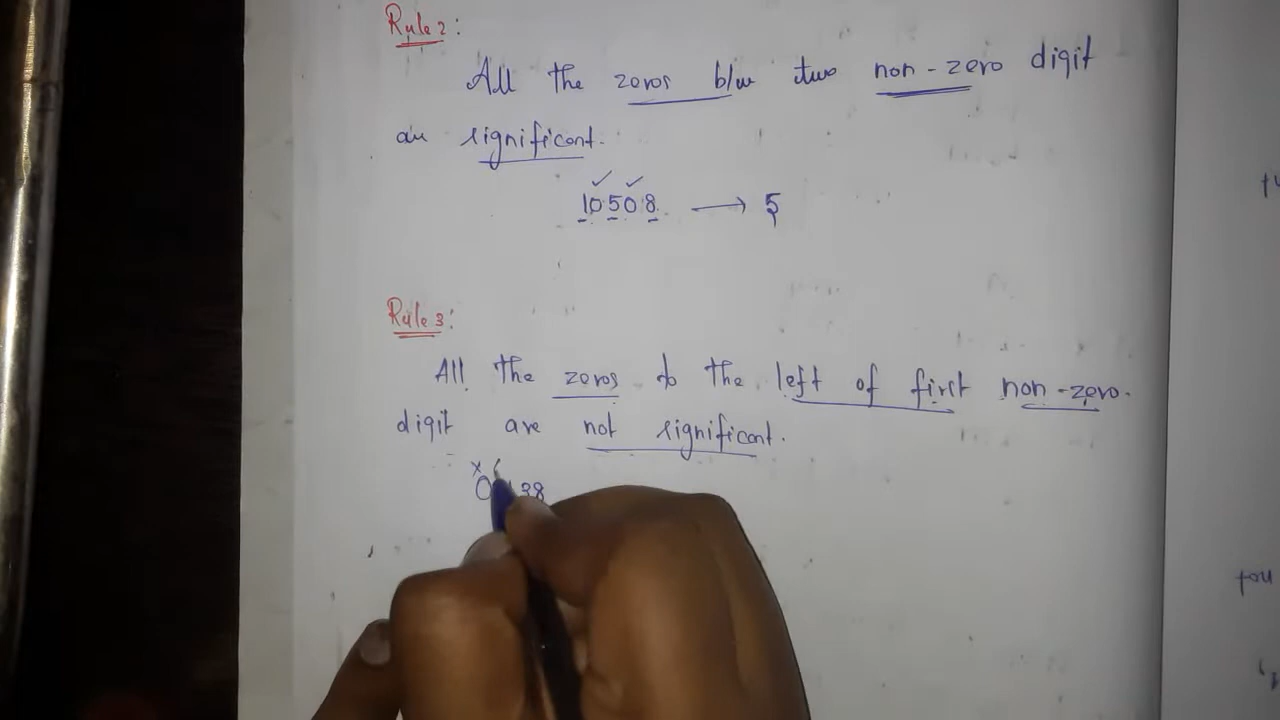 Rule 2:
All the zeros b/w two non-zero digit
are significant.
10508 → 5
Rule 3:
All the zeros to the left of first non-zero
digit are not significant.